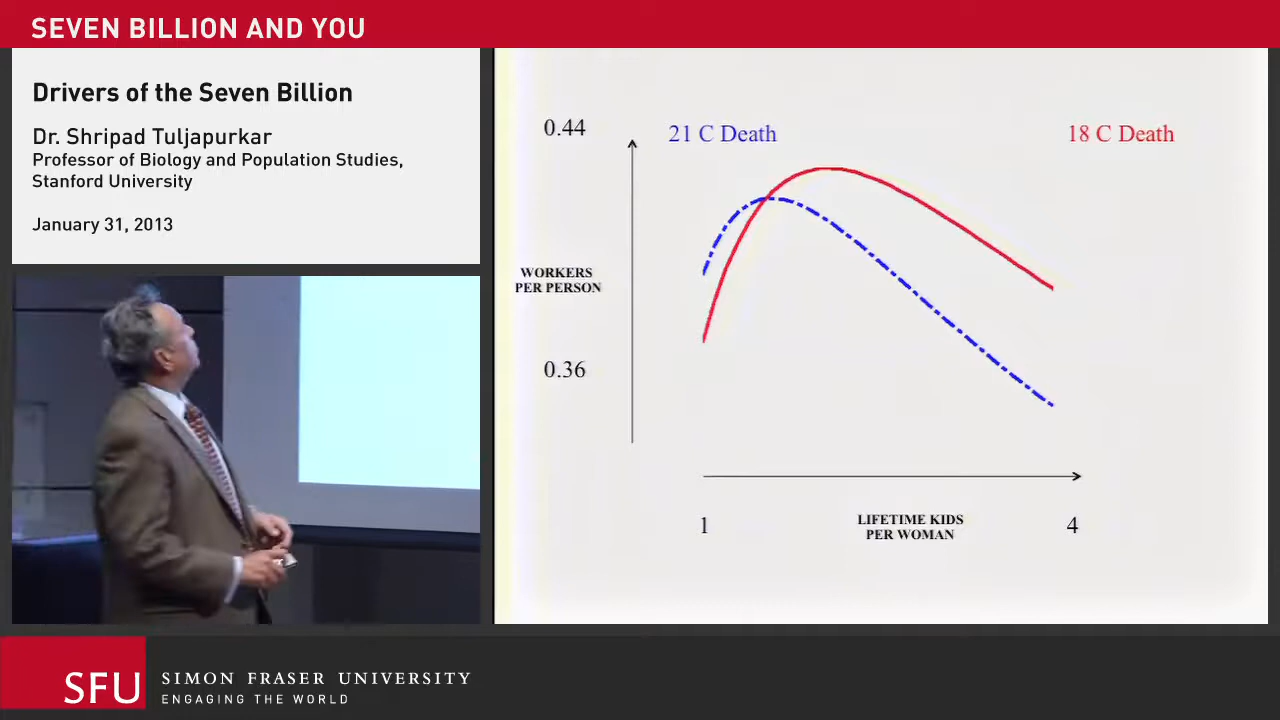 SEVEN BILLION AND YOU
Drivers of the Seven Billion
Dr. Shripad Tuljapurkar
Professor of Biology and Population Studies,
Stanford University
January 31, 2013
0.44
21 C Death
18 C Death
WORKERS
PER PERSON
0.36
1
LIFETIME KIDS
PER WOMAN
4
SFU
SIMON FRASER UNIVERSITY
ENGAGING THE WORLD